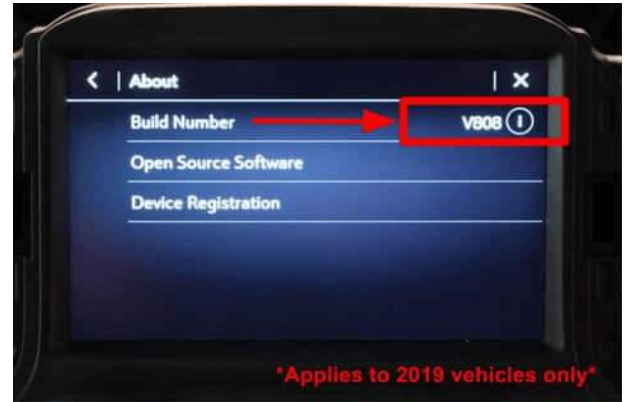 < | About | X
Build Number V808
Open Source Software
Device Registration
*Applies to 2019 vehicles only*